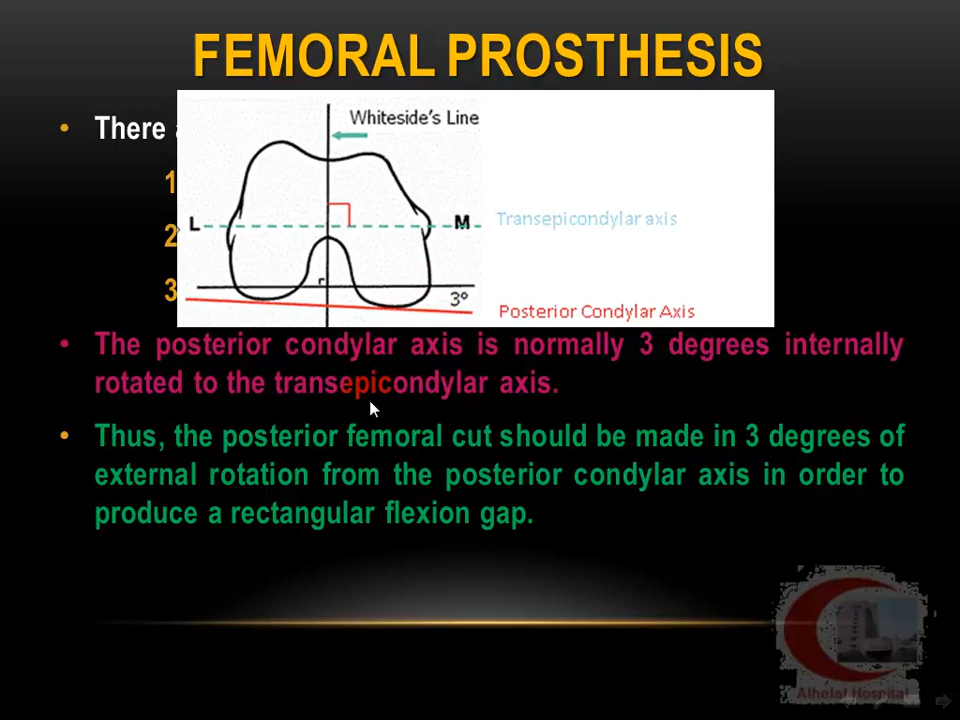 FEMORAL PROSTHESIS
• There
Whiteside's Line
1
L M Transepicondylar axis
2
3
3°
Posterior Condylar Axis
• The posterior condylar axis is normally 3 degrees internally
rotated to the transepicondylar axis.
• Thus, the posterior femoral cut should be made in 3 degrees of
external rotation from the posterior condylar axis in order to
produce a rectangular flexion gap.
Alhelal Hospital